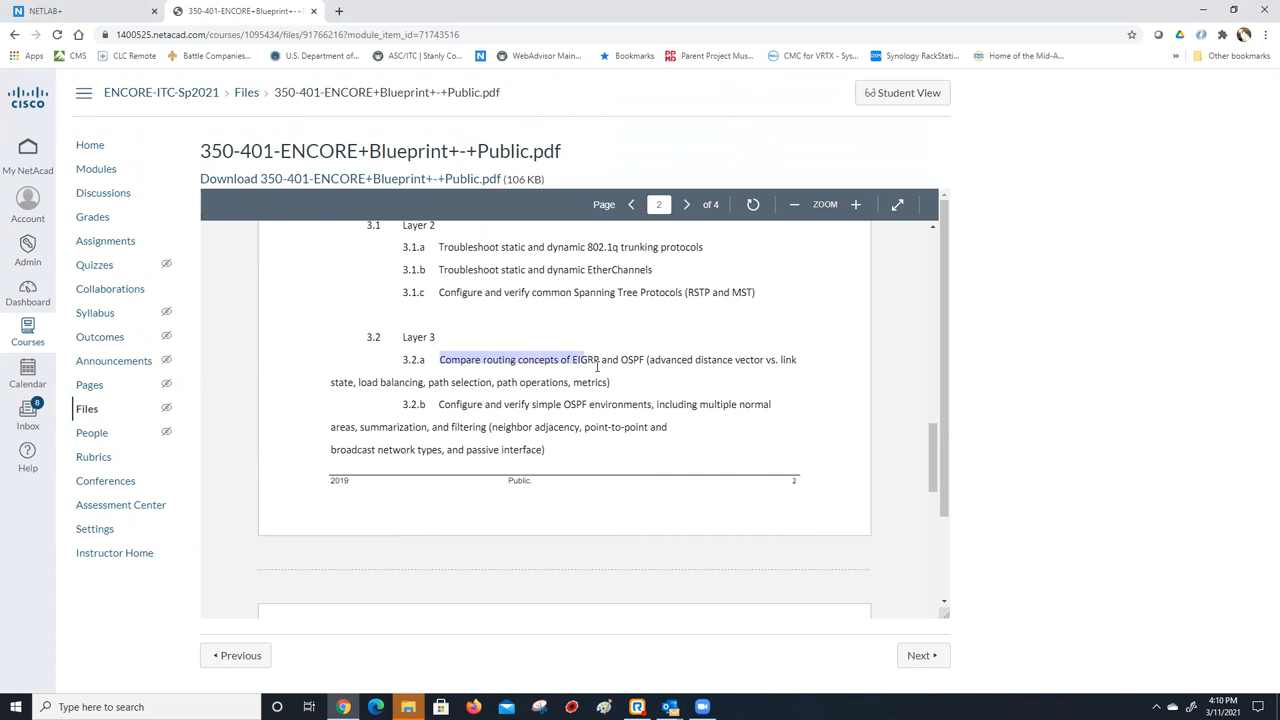 NETLAB+
350-401-ENCORE+Blueprint+-+
1400525.netacad.com/courses/1095434/files/91766216?module_item_id=71743516
Apps
CMS
CLC Remote
Battle Companies...
U.S. Department of...
ASC/ITC | Stanly Co...
WebAdvisor Main...
Bookmarks
Parent Project Mus...
CMC for VRTX - Sys...
Synology RackStati...
Home of the Mid-A...
Other bookmarks
CISCO
ENCORE-ITC-Sp2021 › Files › 350-401-ENCORE+Blueprint+-+Public.pdf
Student View
My NetAcad
Account
Admin
Dashboard
Courses
Calendar
8
Inbox
Help
Home
Modules
Discussions
Grades
Assignments
Quizzes
Collaborations
Syllabus
Outcomes
Announcements
Pages
Files
People
Rubrics
Conferences
Assessment Center
Settings
Instructor Home
350-401-ENCORE+Blueprint+-+Public.pdf
Download 350-401-ENCORE+Blueprint+-+Public.pdf (106 KB)
Page 2 of 4 ZOOM
3.1 Layer 2
3.1.a Troubleshoot static and dynamic 802.1q trunking protocols
3.1.b Troubleshoot static and dynamic EtherChannels
3.1.c Configure and verify common Spanning Tree Protocols (RSTP and MST)
3.2 Layer 3
3.2.a Compare routing concepts of EIGRP and OSPF (advanced distance vector vs. link
state, load balancing, path selection, path operations, metrics)
3.2.b Configure and verify simple OSPF environments, including multiple normal
areas, summarization, and filtering (neighbor adjacency, point-to-point and
broadcast network types, and passive interface)
2019 Public. 2
Previous
Next
Type here to search
4:10 PM
3/11/2021